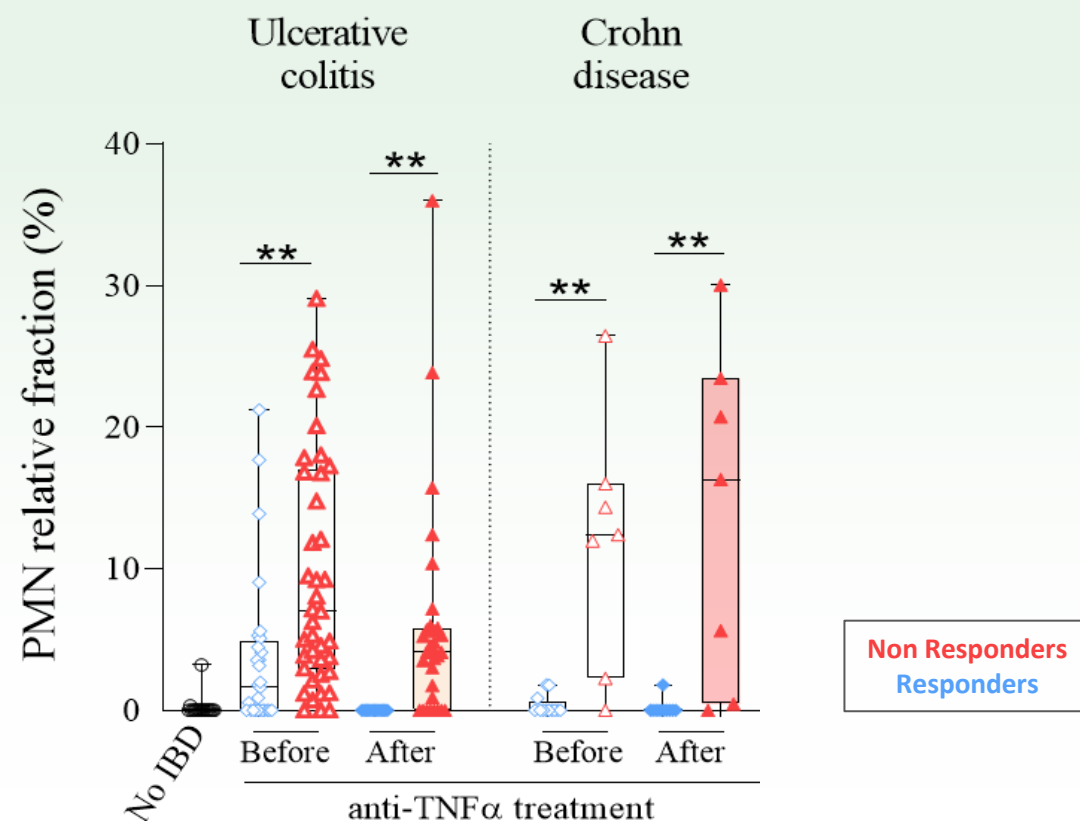 Ulcerative
colitis
Crohn
disease
PMN relative fraction (%)
40
30
20
10
0
**
**
**
**
No IBD
Before
After
Before
After
anti-TNFα treatment
Non Responders
Responders